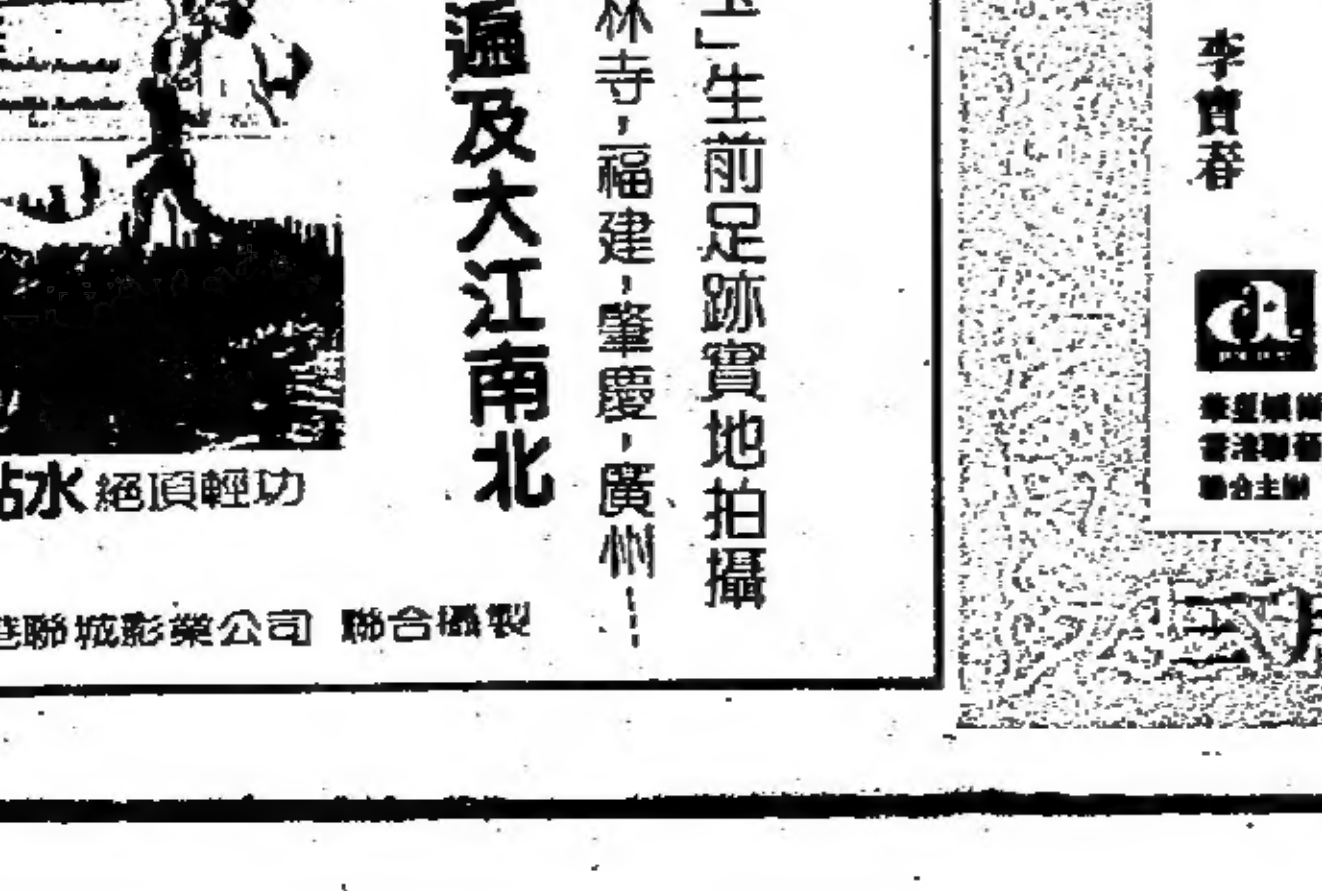 」生前足跡實地拍攝
林寺，福建，肇慶，廣州
遍及大江南北
水絕頂輕功
聯城影業公司 聯合攝製
李寶春
聯合主辦
三月